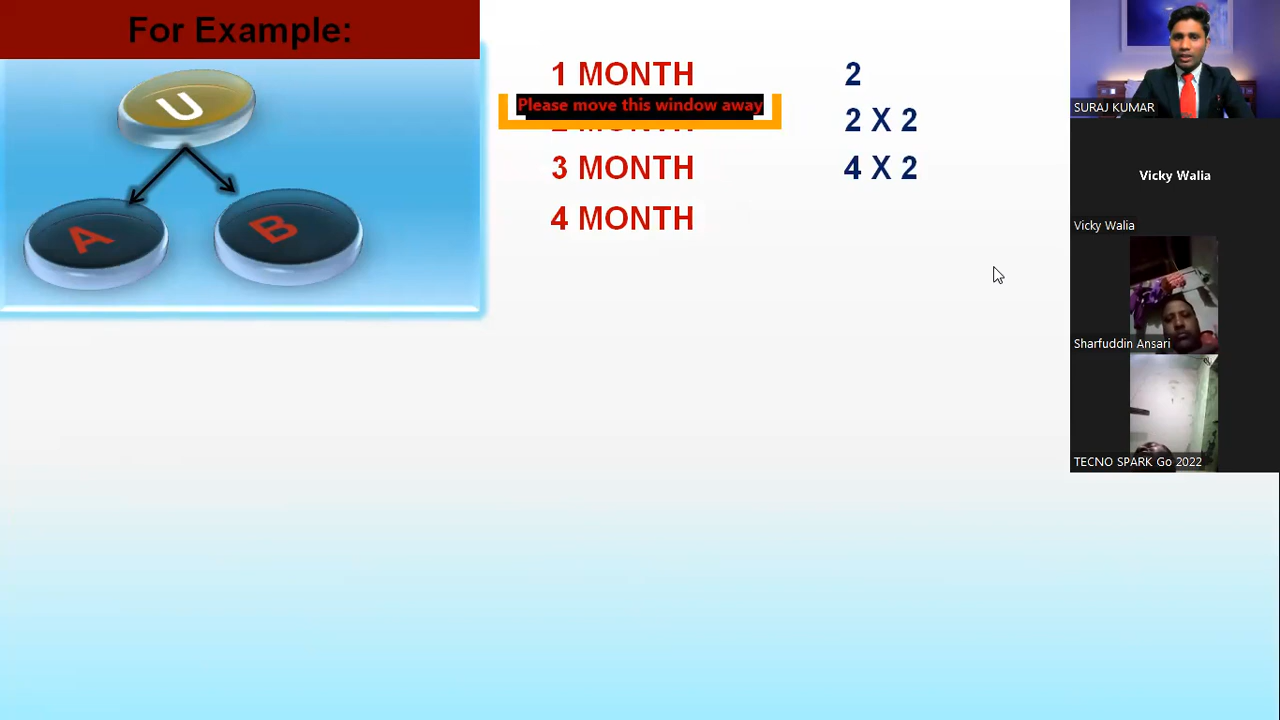 For Example:
U
A
B
1 MONTH 2
Please move this window away
2 X 2
3 MONTH 4 X 2
4 MONTH
SURAJ KUMAR
Vicky Walia
Vicky Walia
Sharfuddin Ansari
TECNO SPARK Go 2022